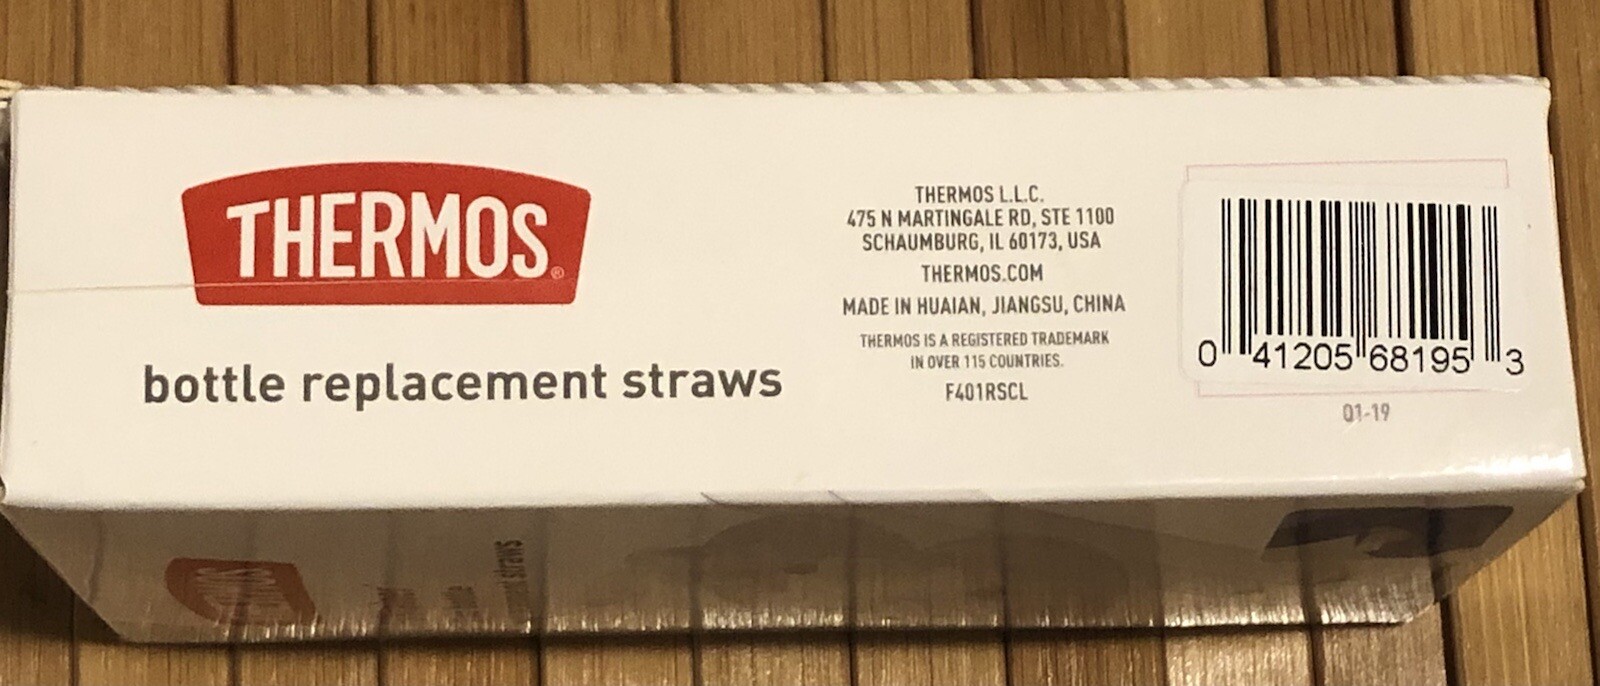 THERMOS®
bottle replacement straws
THERMOS L.L.C.
475 N MARTINGALE RD, STE 1100
SCHAUMBURG, IL 60173, USA
THERMOS.COM
MADE IN HUAIAN, JIANGSU, CHINA
THERMOS IS A REGISTERED TRADEMARK
IN OVER 115 COUNTRIES.
F401RSCL
0 41205 68195 3
Q1-19
straws